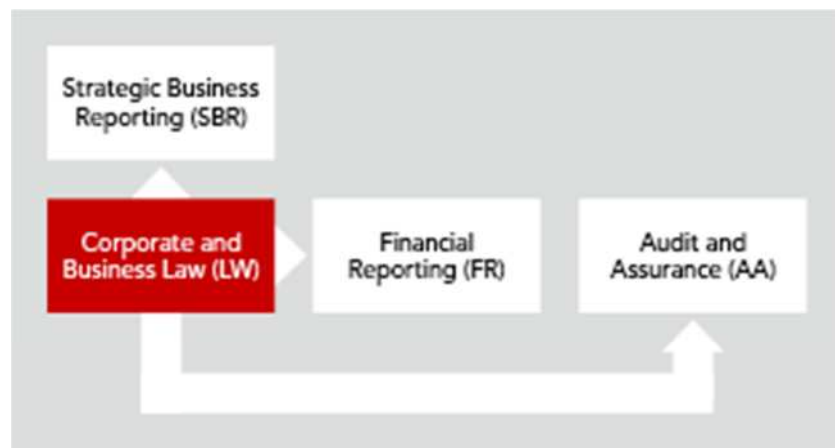 Strategic Business
Reporting (SBR)
Corporate and
Business Law (LW)
Financial
Reporting (FR)
Audit and
Assurance (AA)